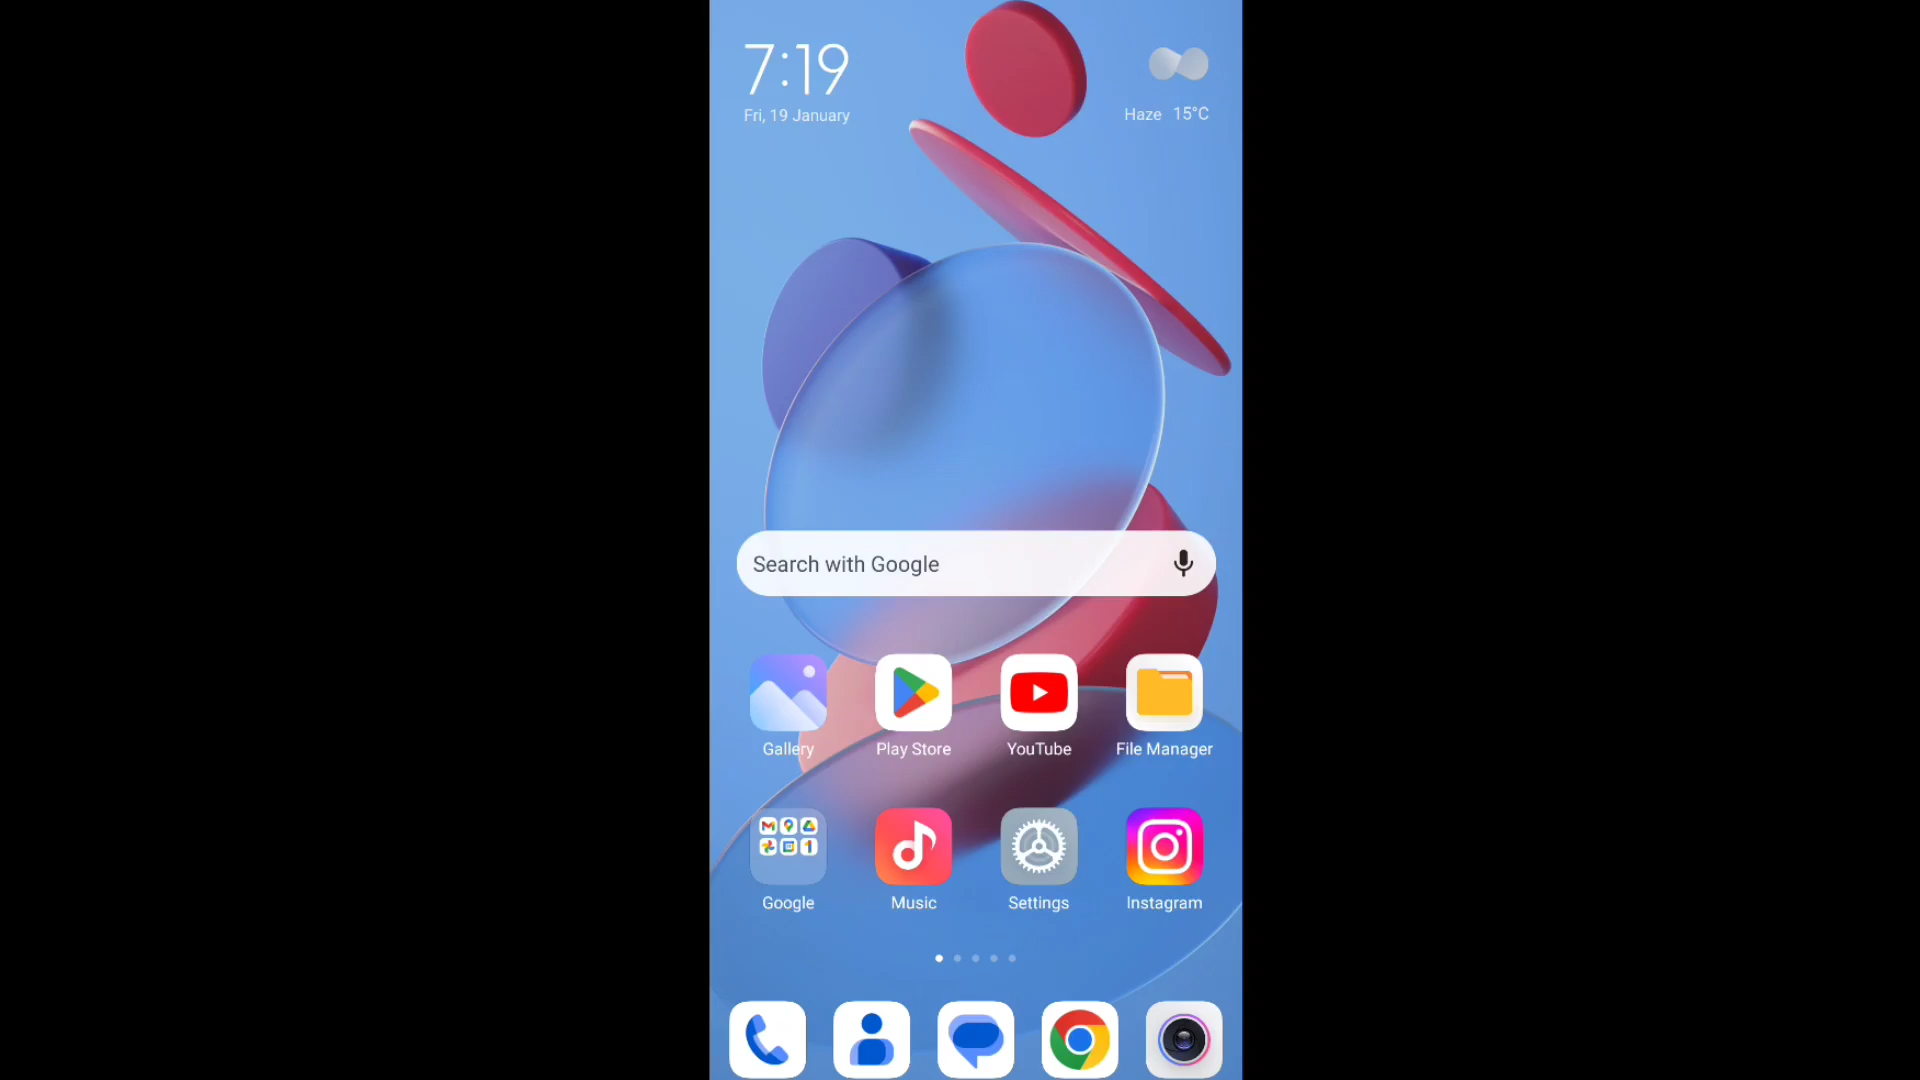 7:19
Fri, 19 January
Haze 15°C
Search with Google
Gallery
Play Store
YouTube
File Manager
Google
Music
Settings
Instagram